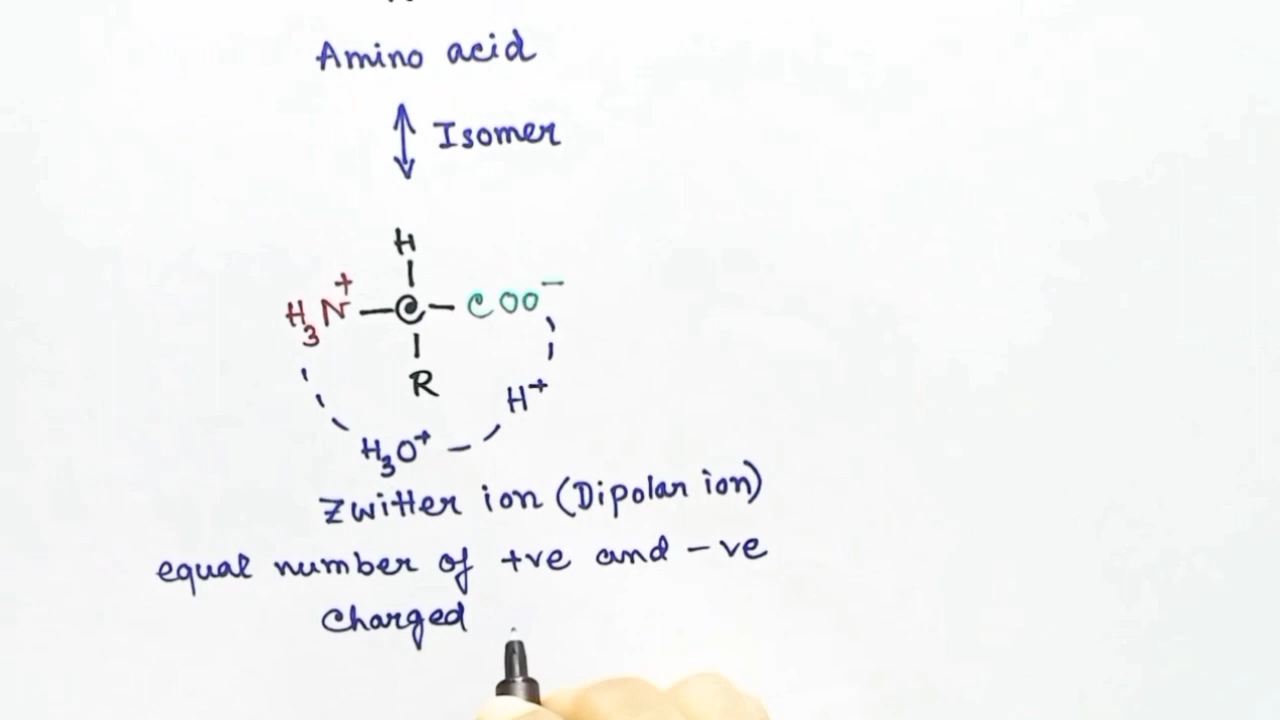 Amino acid
Isomer
H
H₃N⁺ — C — COO⁻
R
H⁺
H₃O⁺
Zwitter ion (Dipolar ion)
equal number of +ve and -ve
Charged